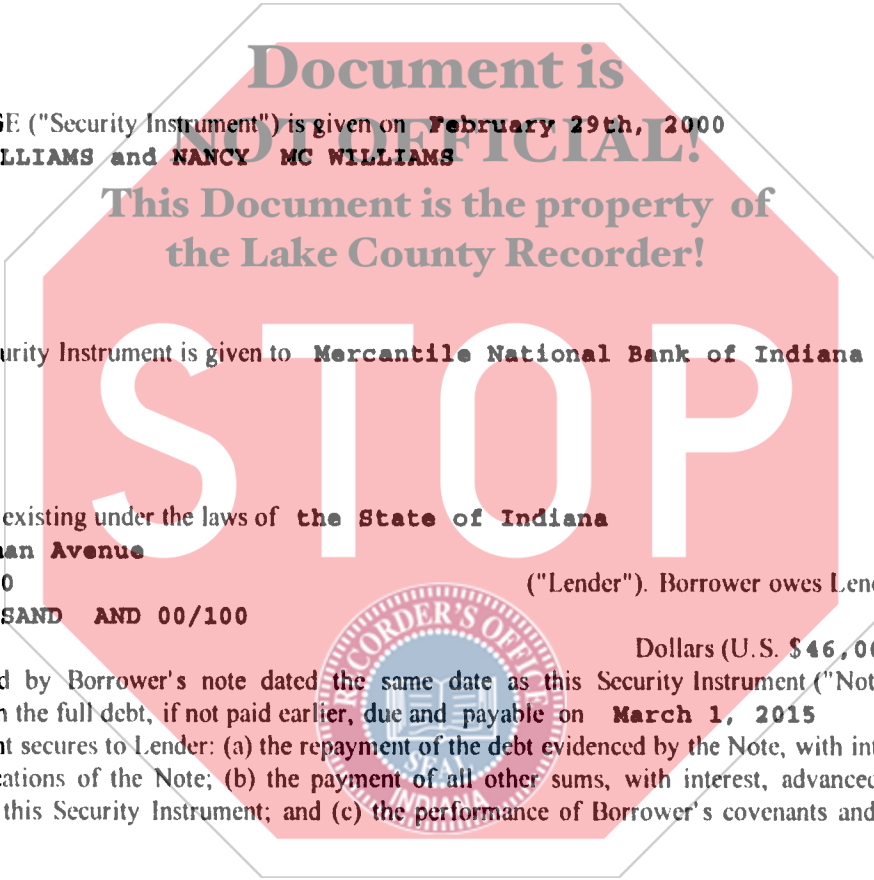 Document is
GE ("Security Instrument") is given on February 29th, 2000
LLIAMS and NANCY MC WILLIAMS
NOT OFFICIAL!
This Document is the property of
the Lake County Recorder!
urity Instrument is given to Mercantile National Bank of Indiana
STOP
existing under the laws of the State of Indiana
an Avenue
0 ("Lender"). Borrower owes Lend
SAND AND 00/100
Dollars (U.S. $46,00
d by Borrower's note dated the same date as this Security Instrument ("Not
n the full debt, if not paid earlier, due and payable on March 1, 2015
nt secures to Lender: (a) the repayment of the debt evidenced by the Note, with int
cations of the Note; (b) the payment of all other sums, with interest, advanced
this Security Instrument; and (c) the performance of Borrower's covenants and
RECORDER'S OFFICE
SEAL
INDIANA